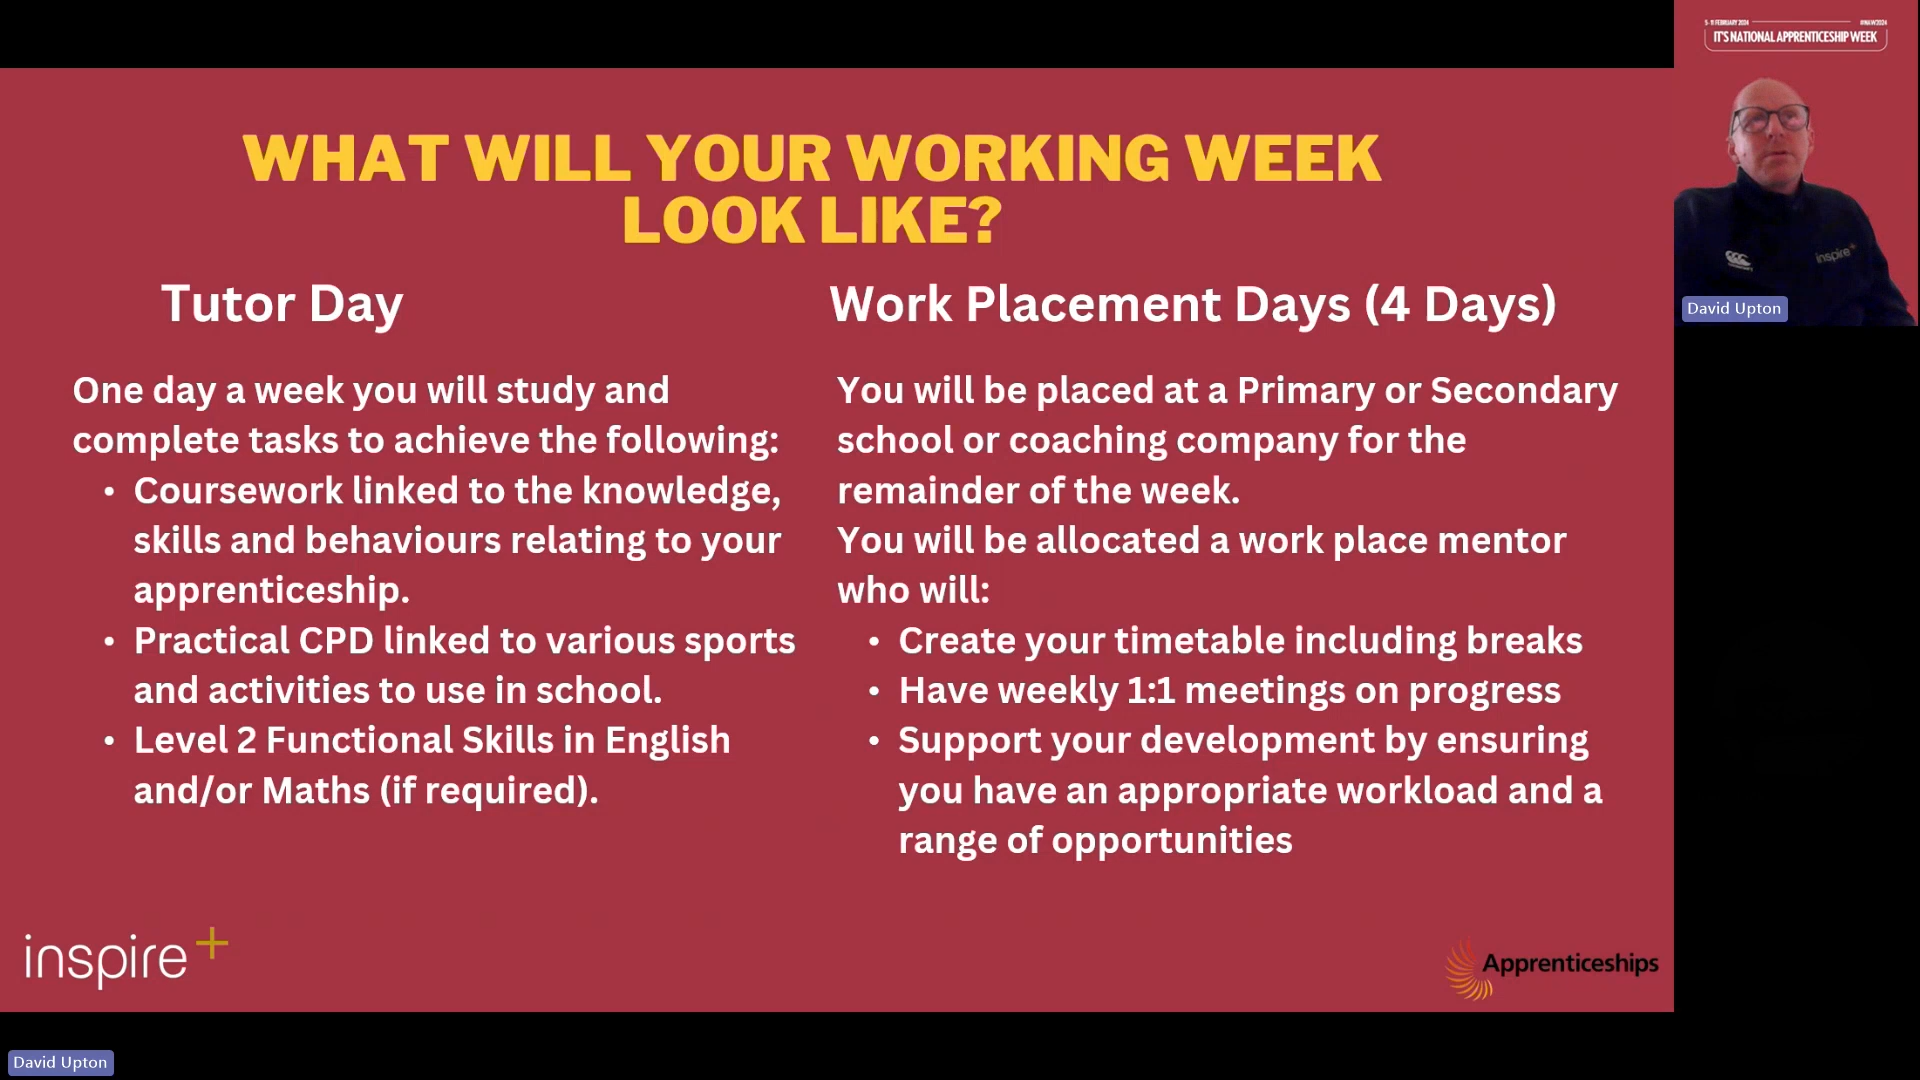 WHAT WILL YOUR WORKING WEEK
LOOK LIKE?
Tutor Day
One day a week you will study and
complete tasks to achieve the following:
• Coursework linked to the knowledge,
skills and behaviours relating to your
apprenticeship.
• Practical CPD linked to various sports
and activities to use in school.
• Level 2 Functional Skills in English
and/or Maths (if required).
Work Placement Days (4 Days)
You will be placed at a Primary or Secondary
school or coaching company for the
remainder of the week.
You will be allocated a work place mentor
who will:
• Create your timetable including breaks
• Have weekly 1:1 meetings on progress
• Support your development by ensuring
you have an appropriate workload and a
range of opportunities
inspire+
Apprenticeships
5-11 FEBRUARY 2024
#NAW2024
IT'S NATIONAL APPRENTICESHIP WEEK
inspire+
David Upton
David Upton